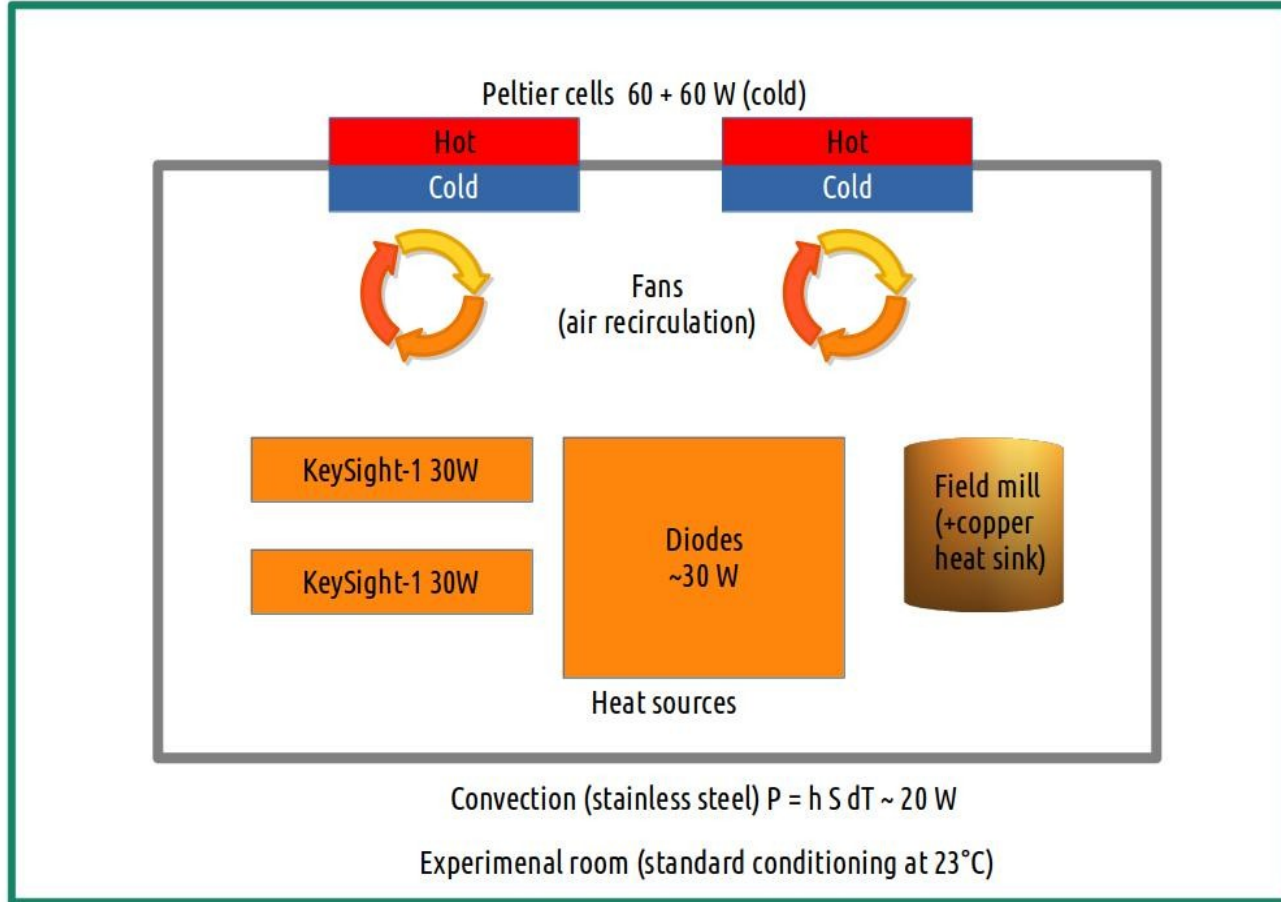 Peltier cells 60 + 60 W (cold)
Hot
Hot
Cold
Cold
Fans
(air recirculation)
KeySight-1 30W
KeySight-1 30W
Diodes
~30 W
Field mill
(+copper
heat sink)
Heat sources
Convection (stainless steel) P = h S dT ~ 20 W
Experimenal room (standard conditioning at 23°C)